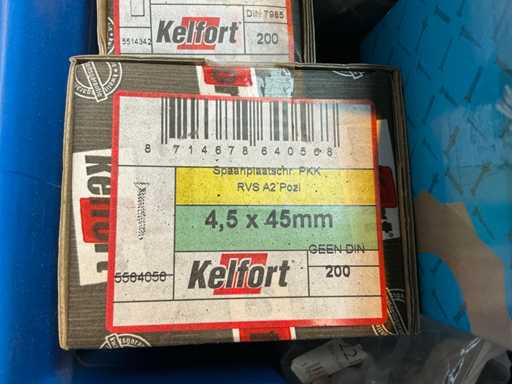 DIN 7985
5514342
Kelfort
200
8 714678 640568
Spaanplaatschr. PKK
RVS A2 Pozi
4,5 x 45mm
GEEN DIN
5564056
Kelfort
200
Kelfort